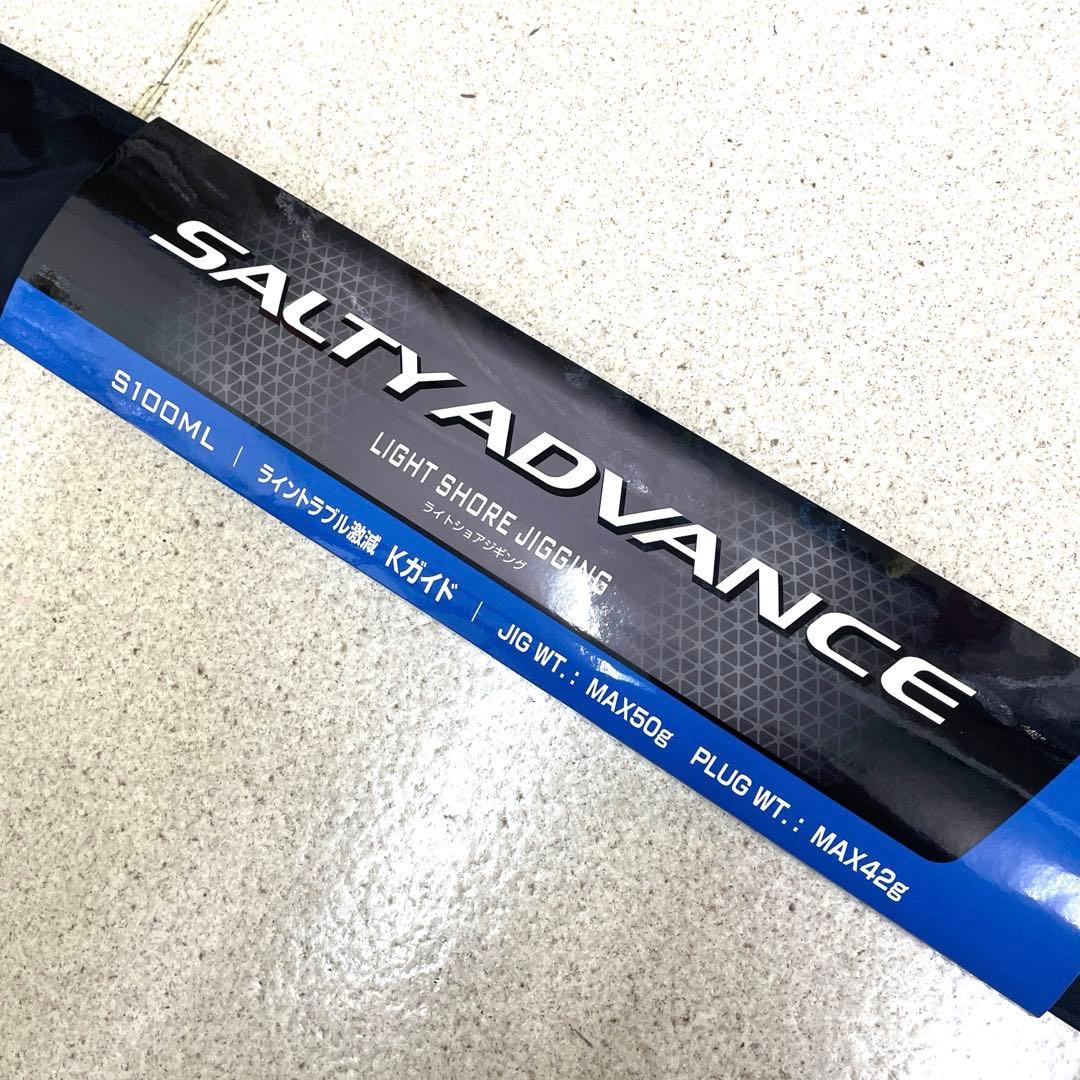 SALTY ADVANCE
LIGHT SHORE JIGGING
ライトショアジギング
S100ML | ライントラブル激減 Kガイド | JIG WT. : MAX50g PLUG WT. : MAX42g